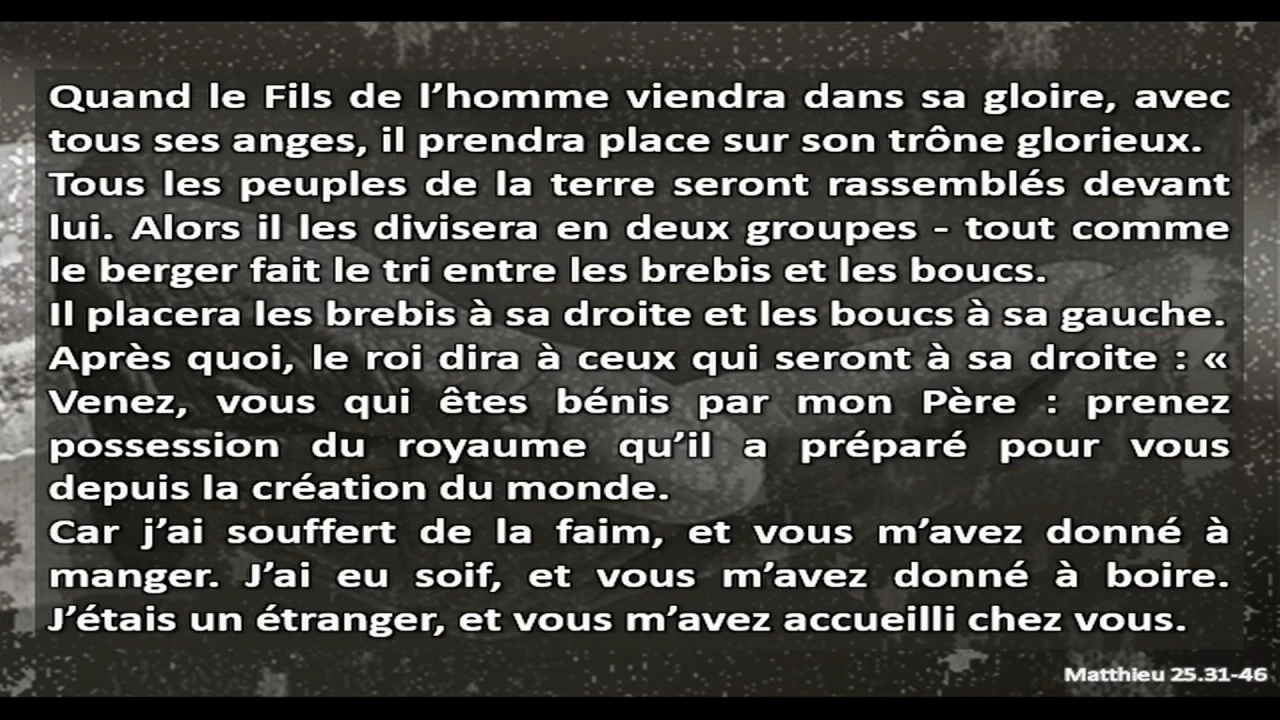 Quand le Fils de l’homme viendra dans sa gloire, avec
tous ses anges, il prendra place sur son trône glorieux.
Tous les peuples de la terre seront rassemblés devant
lui. Alors il les divisera en deux groupes - tout comme
le berger fait le tri entre les brebis et les boucs.
Il placera les brebis à sa droite et les boucs à sa gauche.
Après quoi, le roi dira à ceux qui seront à sa droite : «
Venez, vous qui êtes bénis par mon Père : prenez
possession du royaume qu’il a préparé pour vous
depuis la création du monde.
Car j’ai souffert de la faim, et vous m’avez donné à
manger. J’ai eu soif, et vous m’avez donné à boire.
J’étais un étranger, et vous m’avez accueilli chez vous.
Matthieu 25.31-46